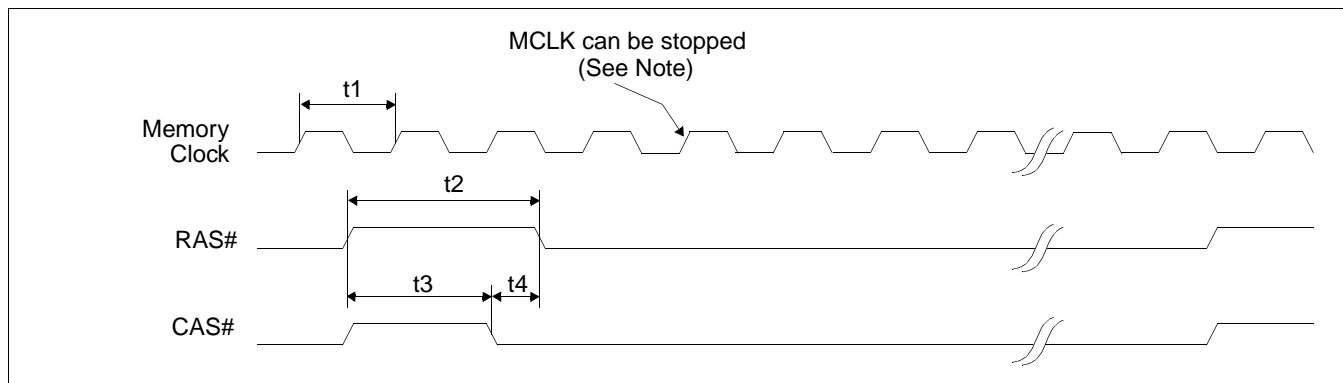 MCLK can be stopped
(See Note)
t1
Memory
Clock
t2
RAS#
t3
t4
CAS#